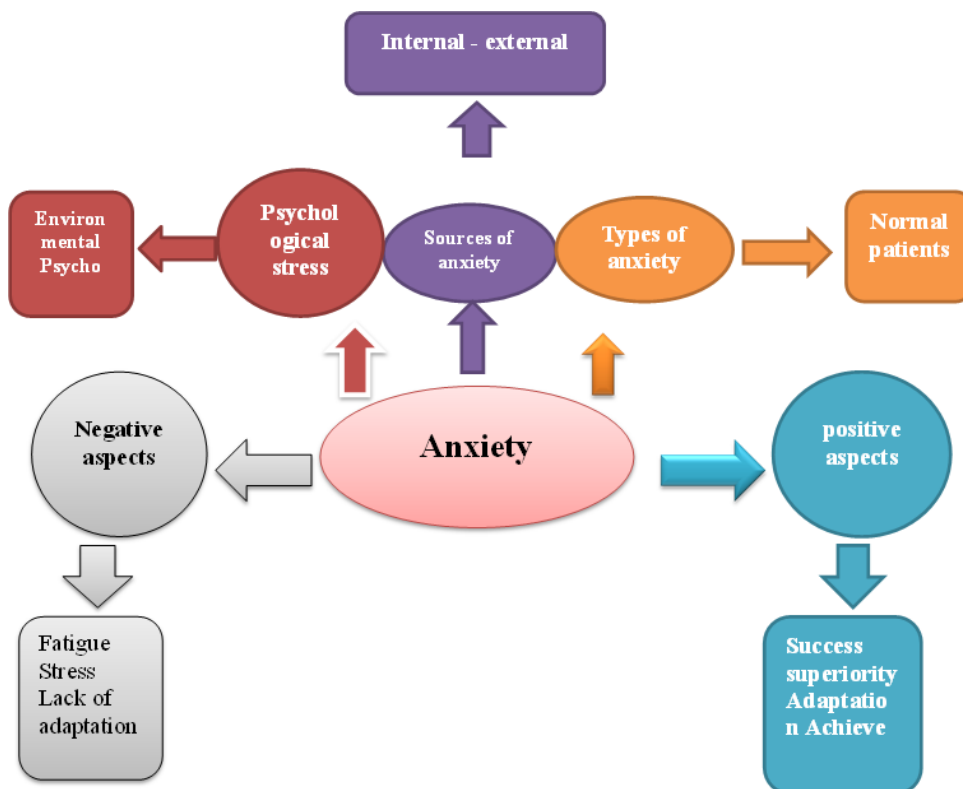 Internal - external
Environ
mental
Psycho
Psychol
ogical
stress
Sources of
anxiety
Types of
anxiety
Normal
patients
Negative
aspects
Anxiety
positive
aspects
Fatigue
Stress
Lack of
adaptation
Success
superiority
Adaptatio
n Achieve